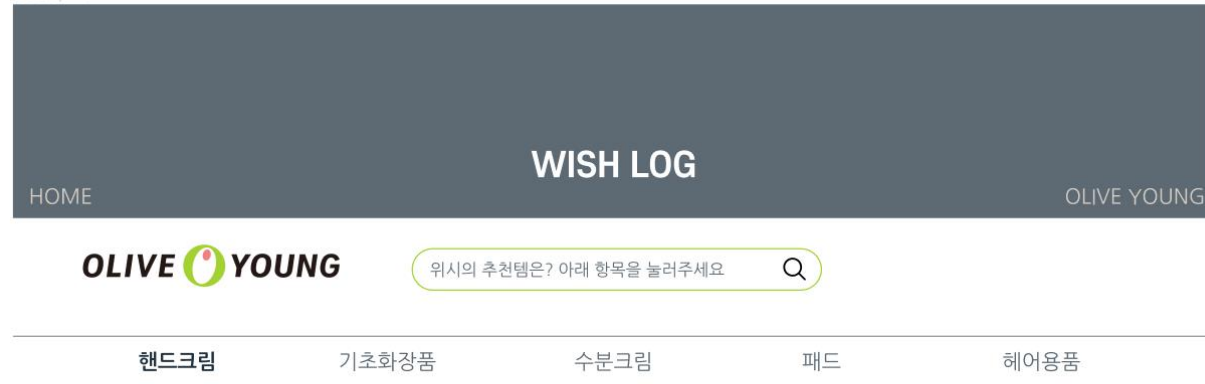 WISH LOG
HOME
OLIVE YOUNG
OLIVE YOUNG
위시의 추천템은? 아래 항목을 눌러주세요
핸드크림 기초화장품 수분크림 패드 헤어용품